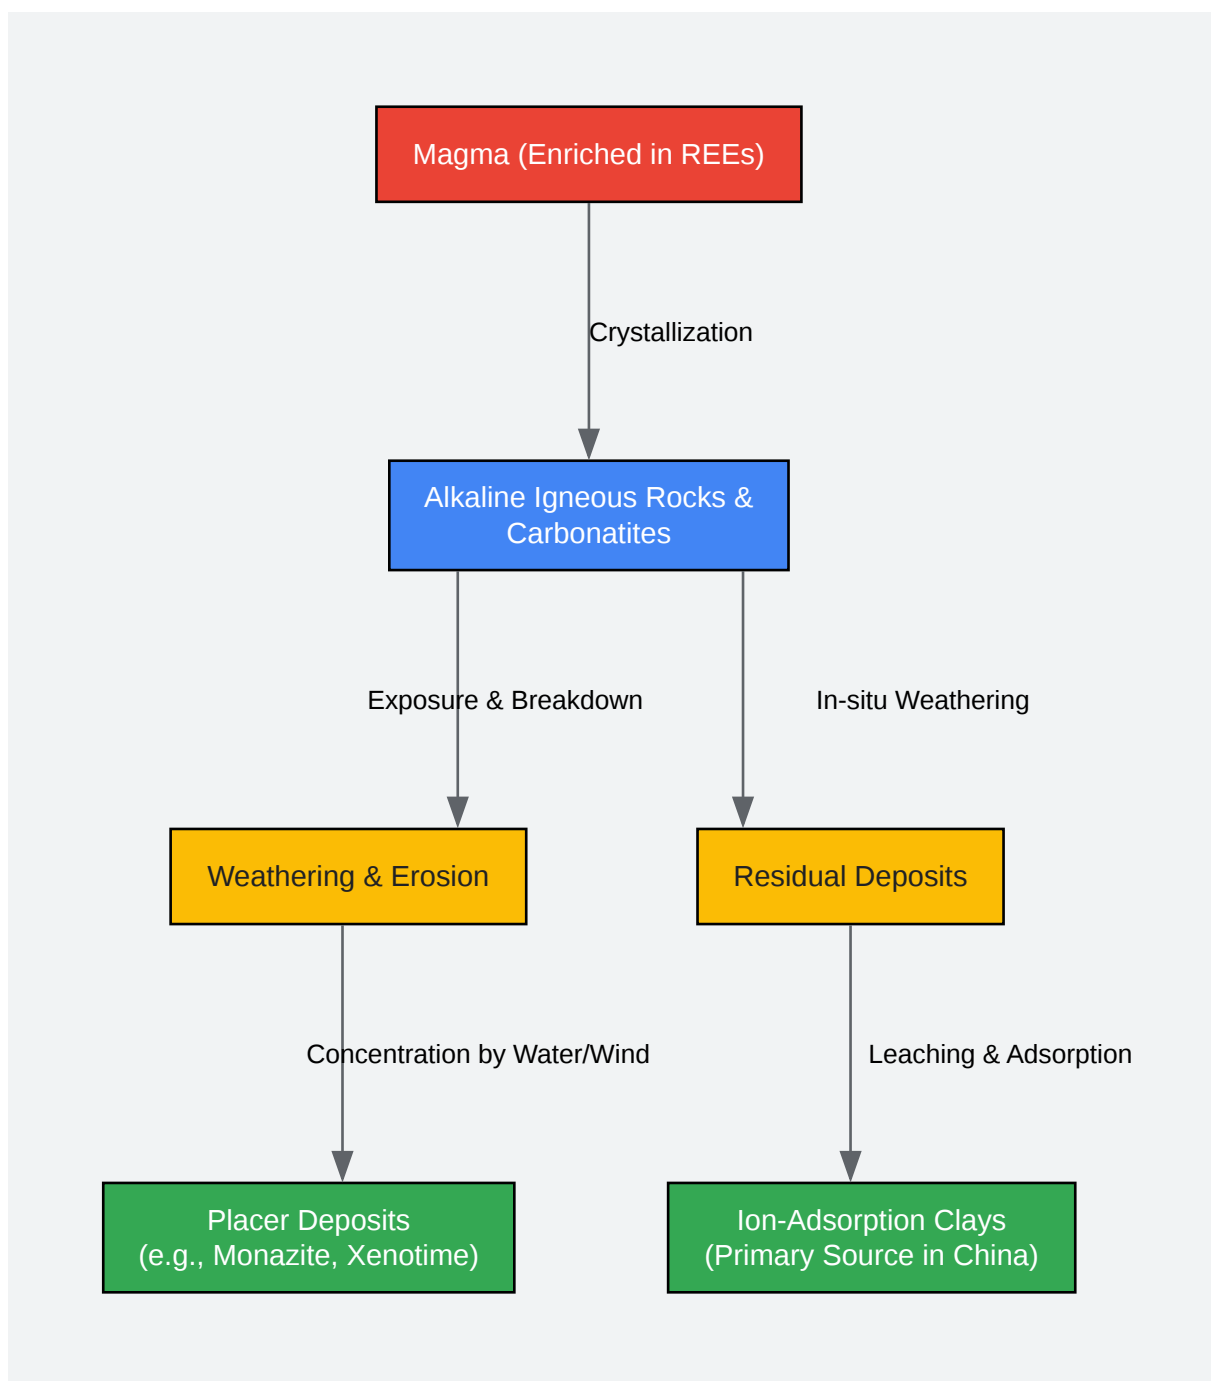 Magma (Enriched in REEs)
Crystallization
Alkaline Igneous Rocks &
Carbonatites
Exposure & Breakdown
In-situ Weathering
Weathering & Erosion
Residual Deposits
Concentration by Water/Wind
Leaching & Adsorption
Placer Deposits
(e.g., Monazite, Xenotime)
Ion-Adsorption Clays
(Primary Source in China)